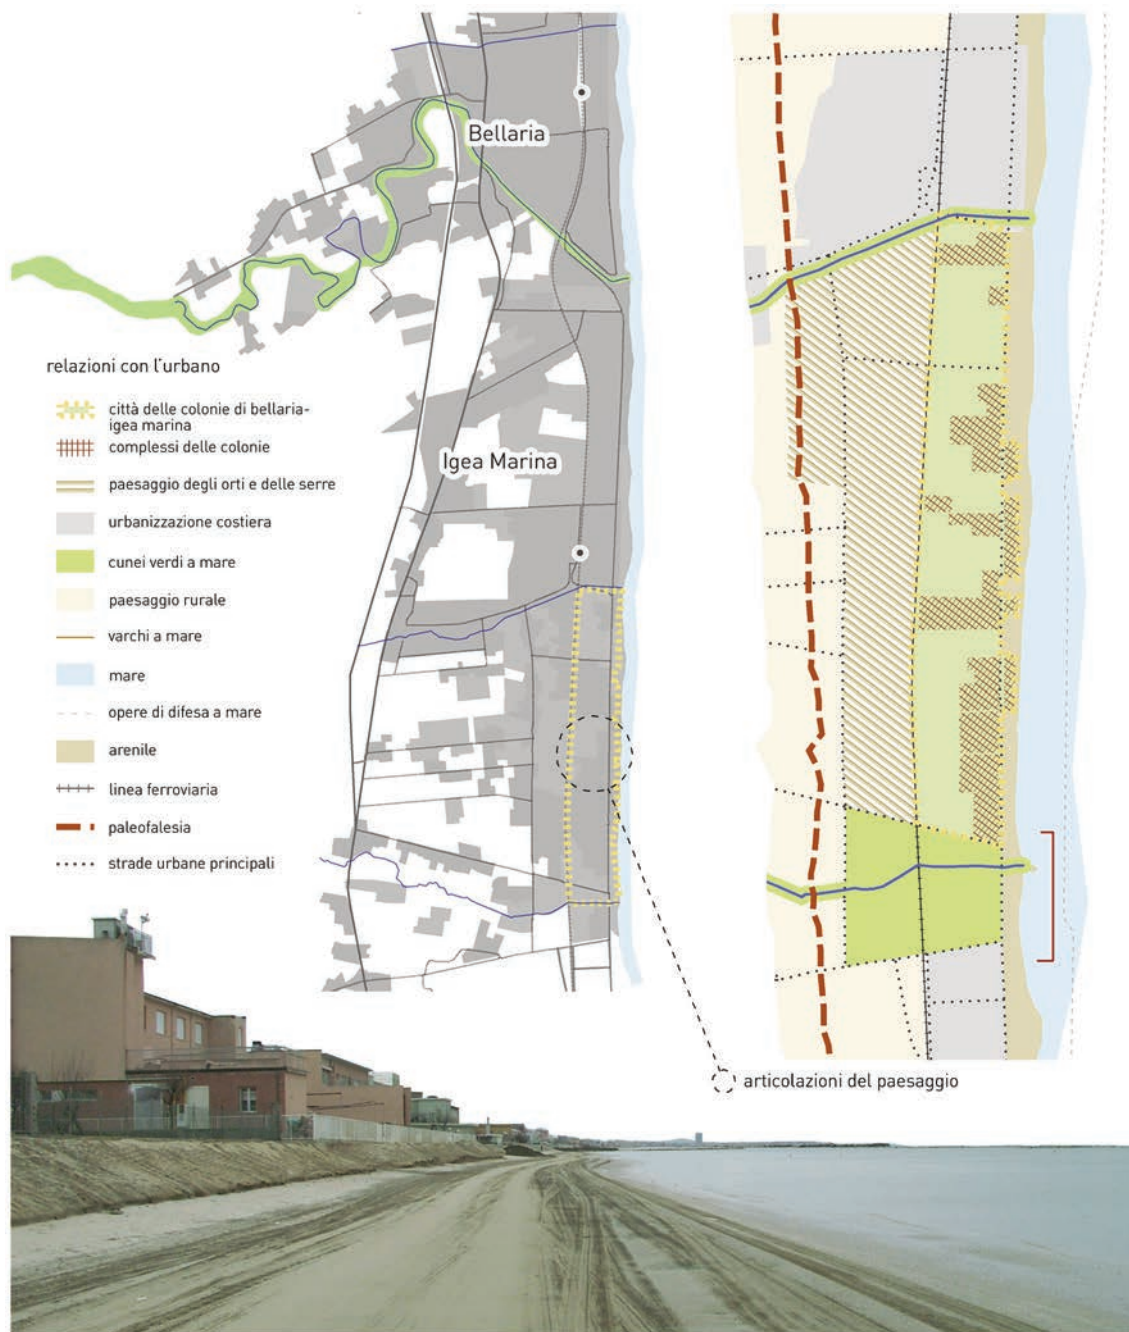 Bellaria
Igea Marina
relazioni con l'urbano
città delle colonie di bellaria-
igea marina
complessi delle colonie
paesaggio degli orti e delle serre
urbanizzazione costiera
cunei verdi a mare
paesaggio rurale
varchi a mare
mare
opere di difesa a mare
arenile
linea ferroviaria
paleofalesia
strade urbane principali
articolazioni del paesaggio